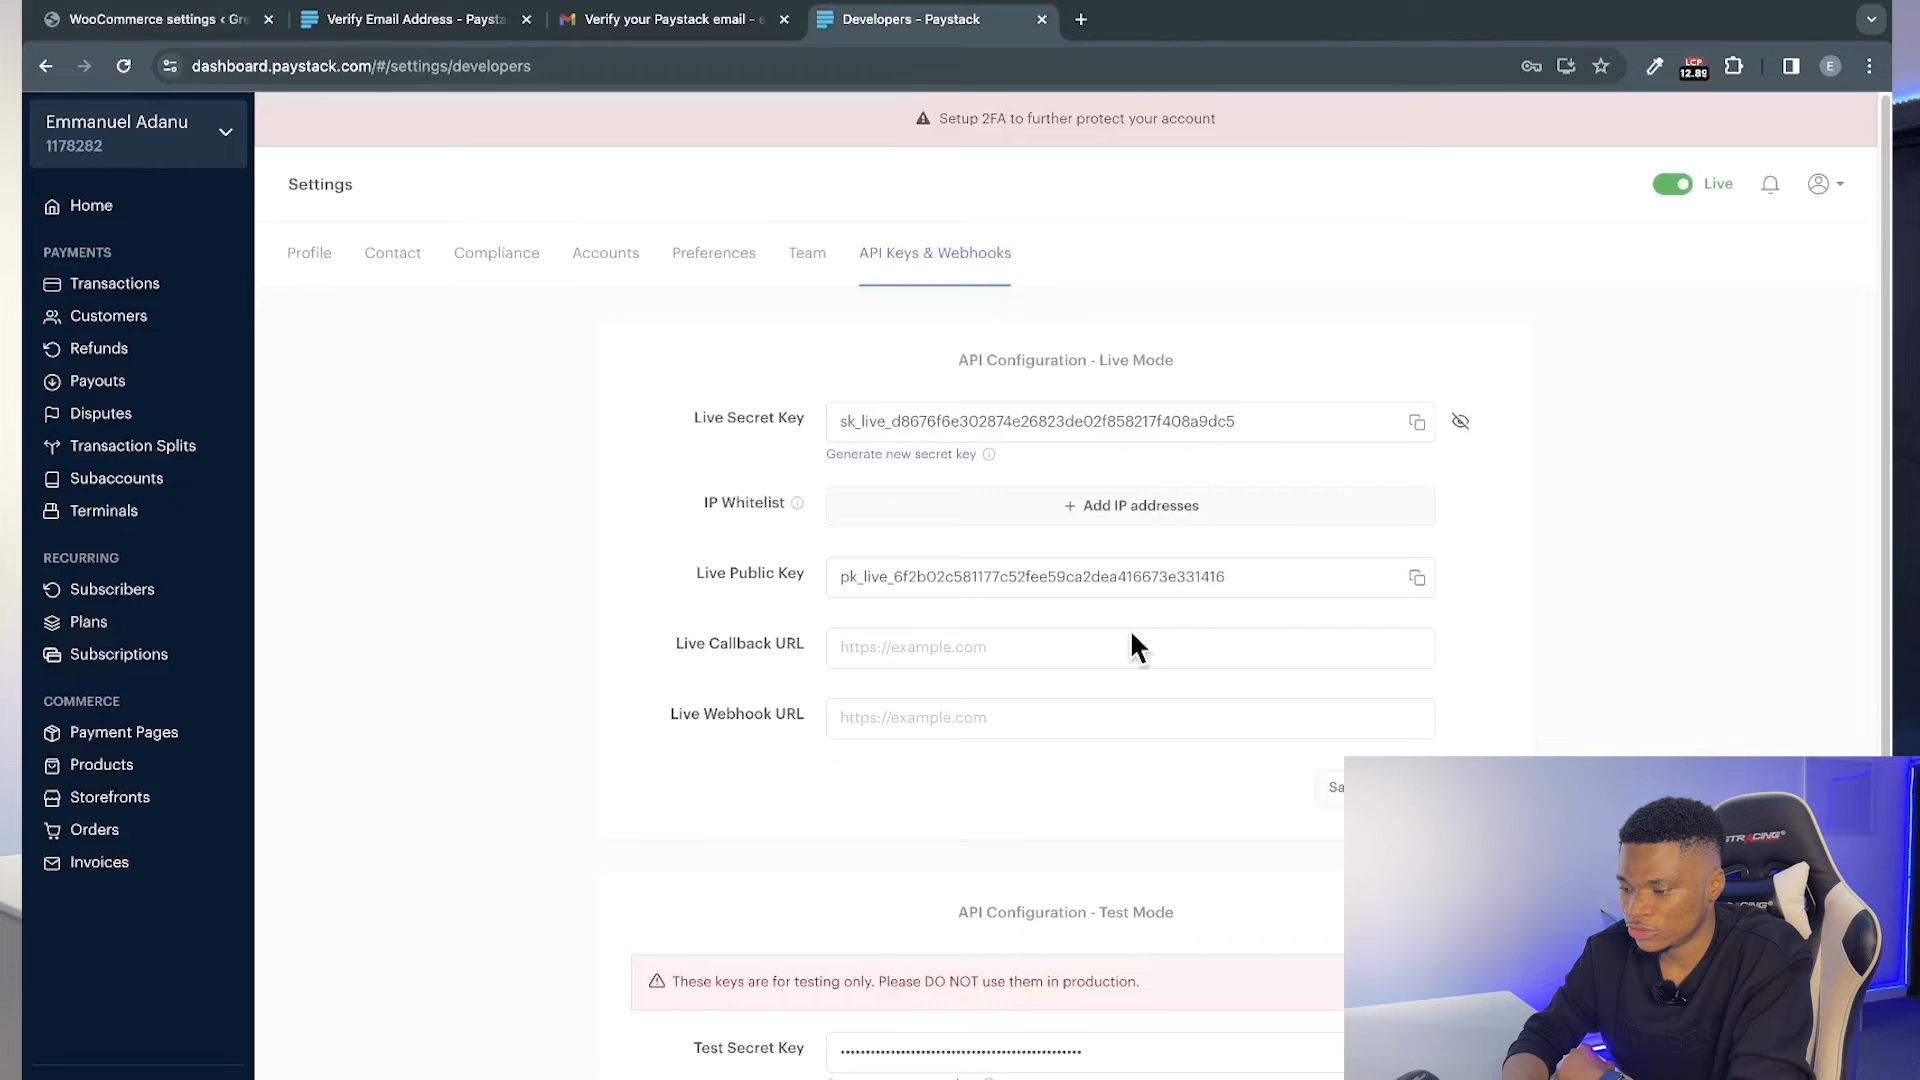 WooCommerce settings ‹ Gre
Verify Email Address - Paysta
Verify your Paystack email - e
Developers - Paystack
dashboard.paystack.com/#/settings/developers
LCP
12.89
E
Emmanuel Adanu
1178282
Setup 2FA to further protect your account
Settings
Live
Home
Profile
Contact
Compliance
Accounts
Preferences
Team
API Keys & Webhooks
PAYMENTS
Transactions
Customers
Refunds
Payouts
Disputes
Transaction Splits
Subaccounts
Terminals
RECURRING
Subscribers
Plans
Subscriptions
COMMERCE
Payment Pages
Products
Storefronts
Orders
Invoices
API Configuration - Live Mode
Live Secret Key
sk_live_d8676f6e302874e26823de02f858217f408a9dc5
Generate new secret key
IP Whitelist
+ Add IP addresses
Live Public Key
pk_live_6f2b02c581177c52fee59ca2dea416673e331416
Live Callback URL
https://example.com
Live Webhook URL
https://example.com
Sa
API Configuration - Test Mode
These keys are for testing only. Please DO NOT use them in production.
Test Secret Key